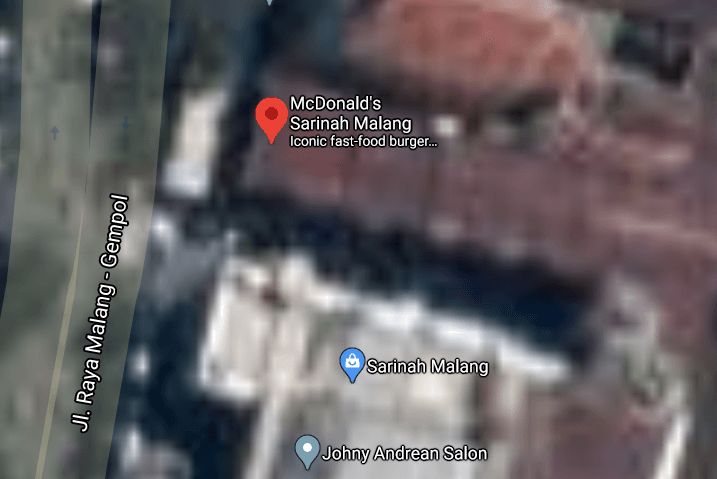 McDonald's
Sarinah Malang
Iconic fast-food burger...
Jl. Raya Malang - Gempol
Sarinah Malang
Johny Andrean Salon